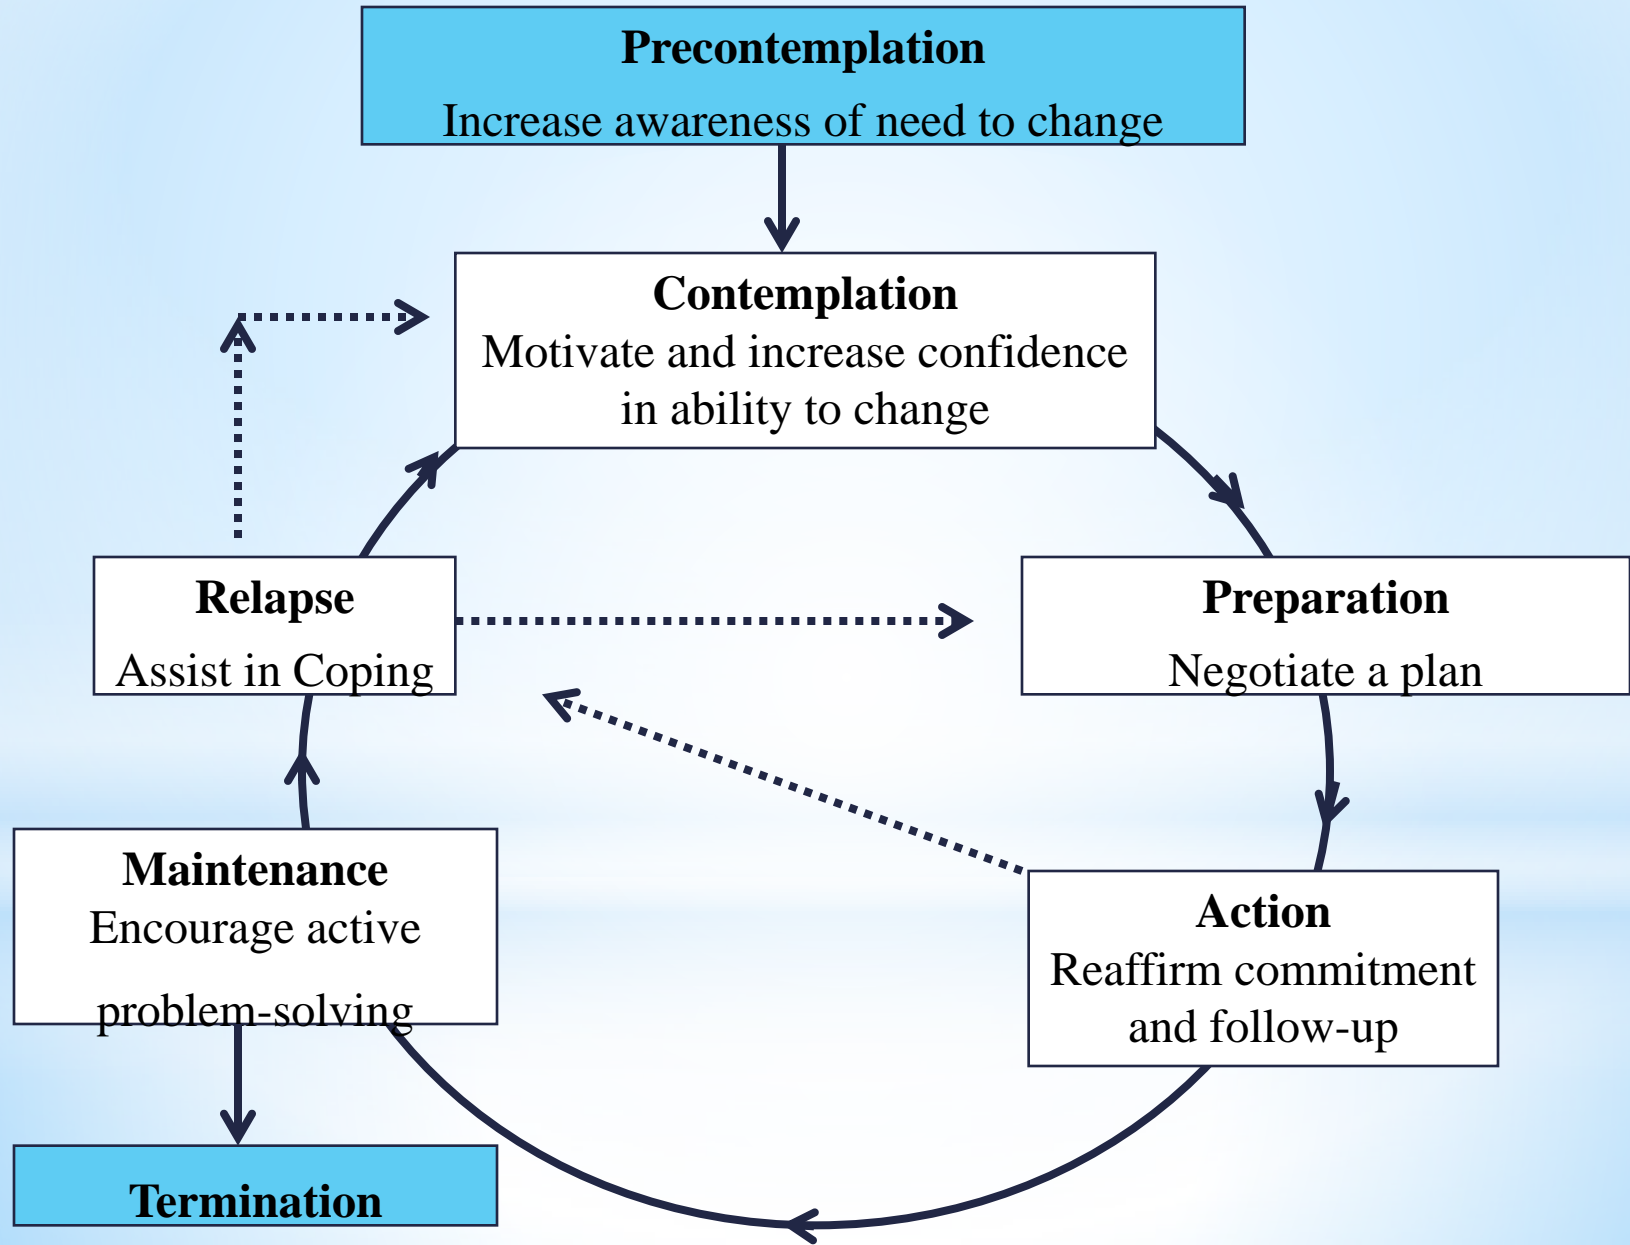 Precontemplation
Increase awareness of need to change
Contemplation
Motivate and increase confidence
in ability to change
Relapse
Assist in Coping
Preparation
Negotiate a plan
Maintenance
Encourage active
problem-solving
Action
Reaffirm commitment
and follow-up
Termination